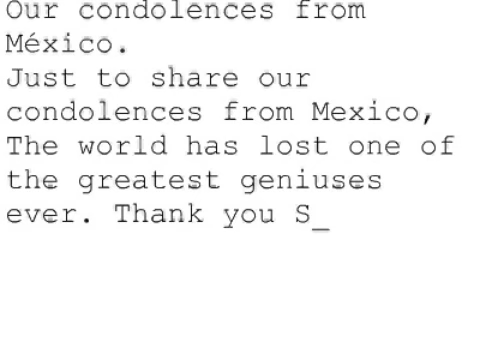 Our condolences from
México.
Just to share our
condolences from Mexico,
The world has lost one of
the greatest geniuses
ever. Thank you S_